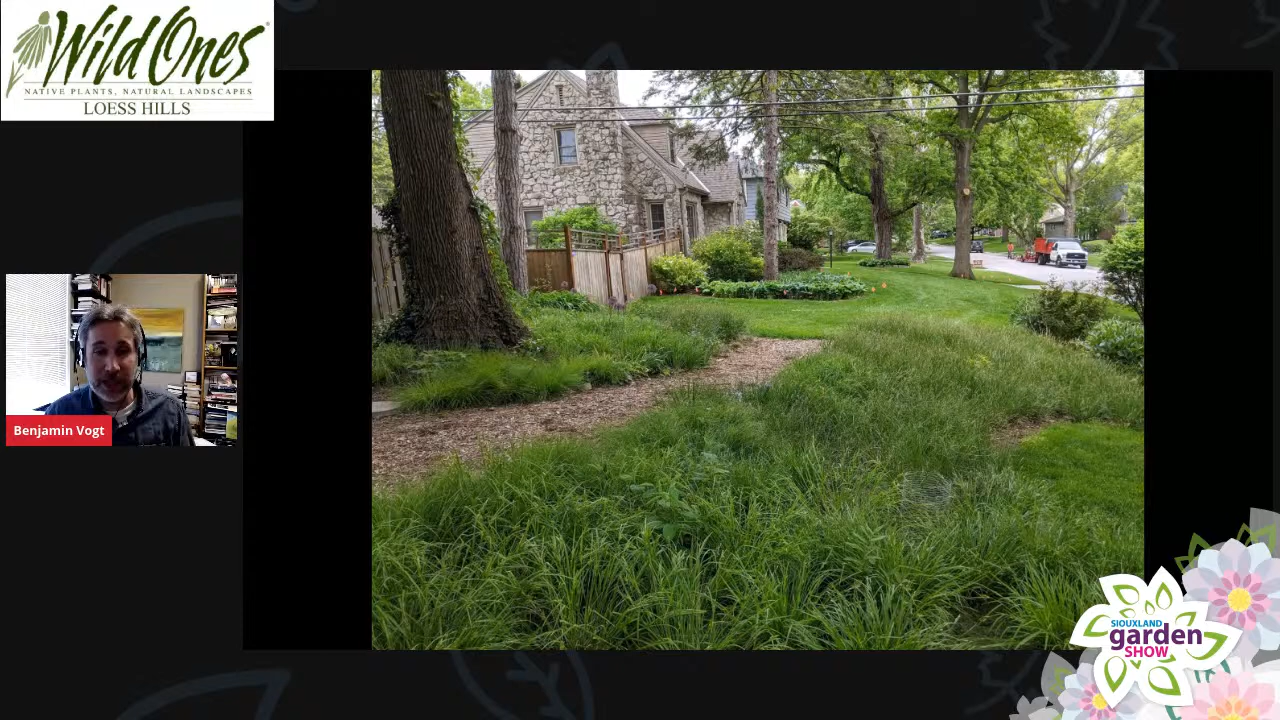 Wild Ones
NATIVE PLANTS, NATURAL LANDSCAPES
LOESS HILLS
Benjamin Vogt
SIOUXLAND
garden
SHOW